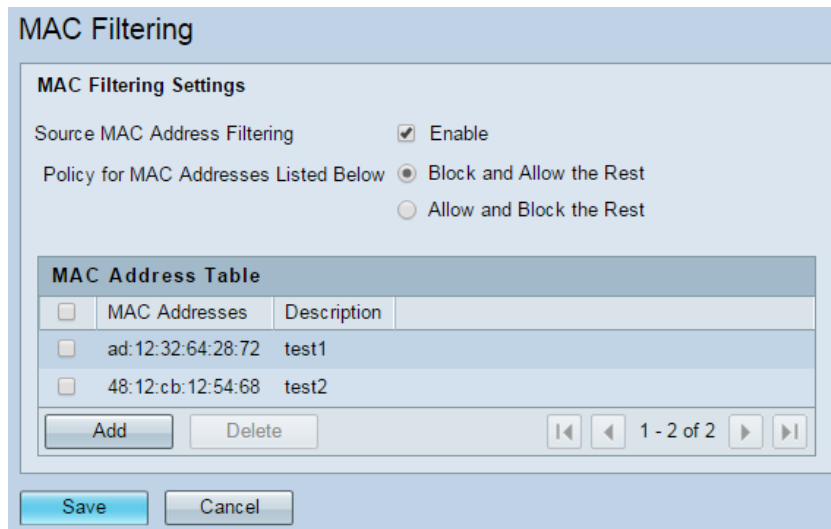 MAC Filtering
MAC Filtering Settings
Source MAC Address Filtering Enable
Policy for MAC Addresses Listed Below Block and Allow the Rest
Allow and Block the Rest
MAC Address Table
MAC Addresses Description
ad:12:32:64:28:72 test1
48:12:cb:12:54:68 test2
Add Delete 1 - 2 of 2
Save Cancel